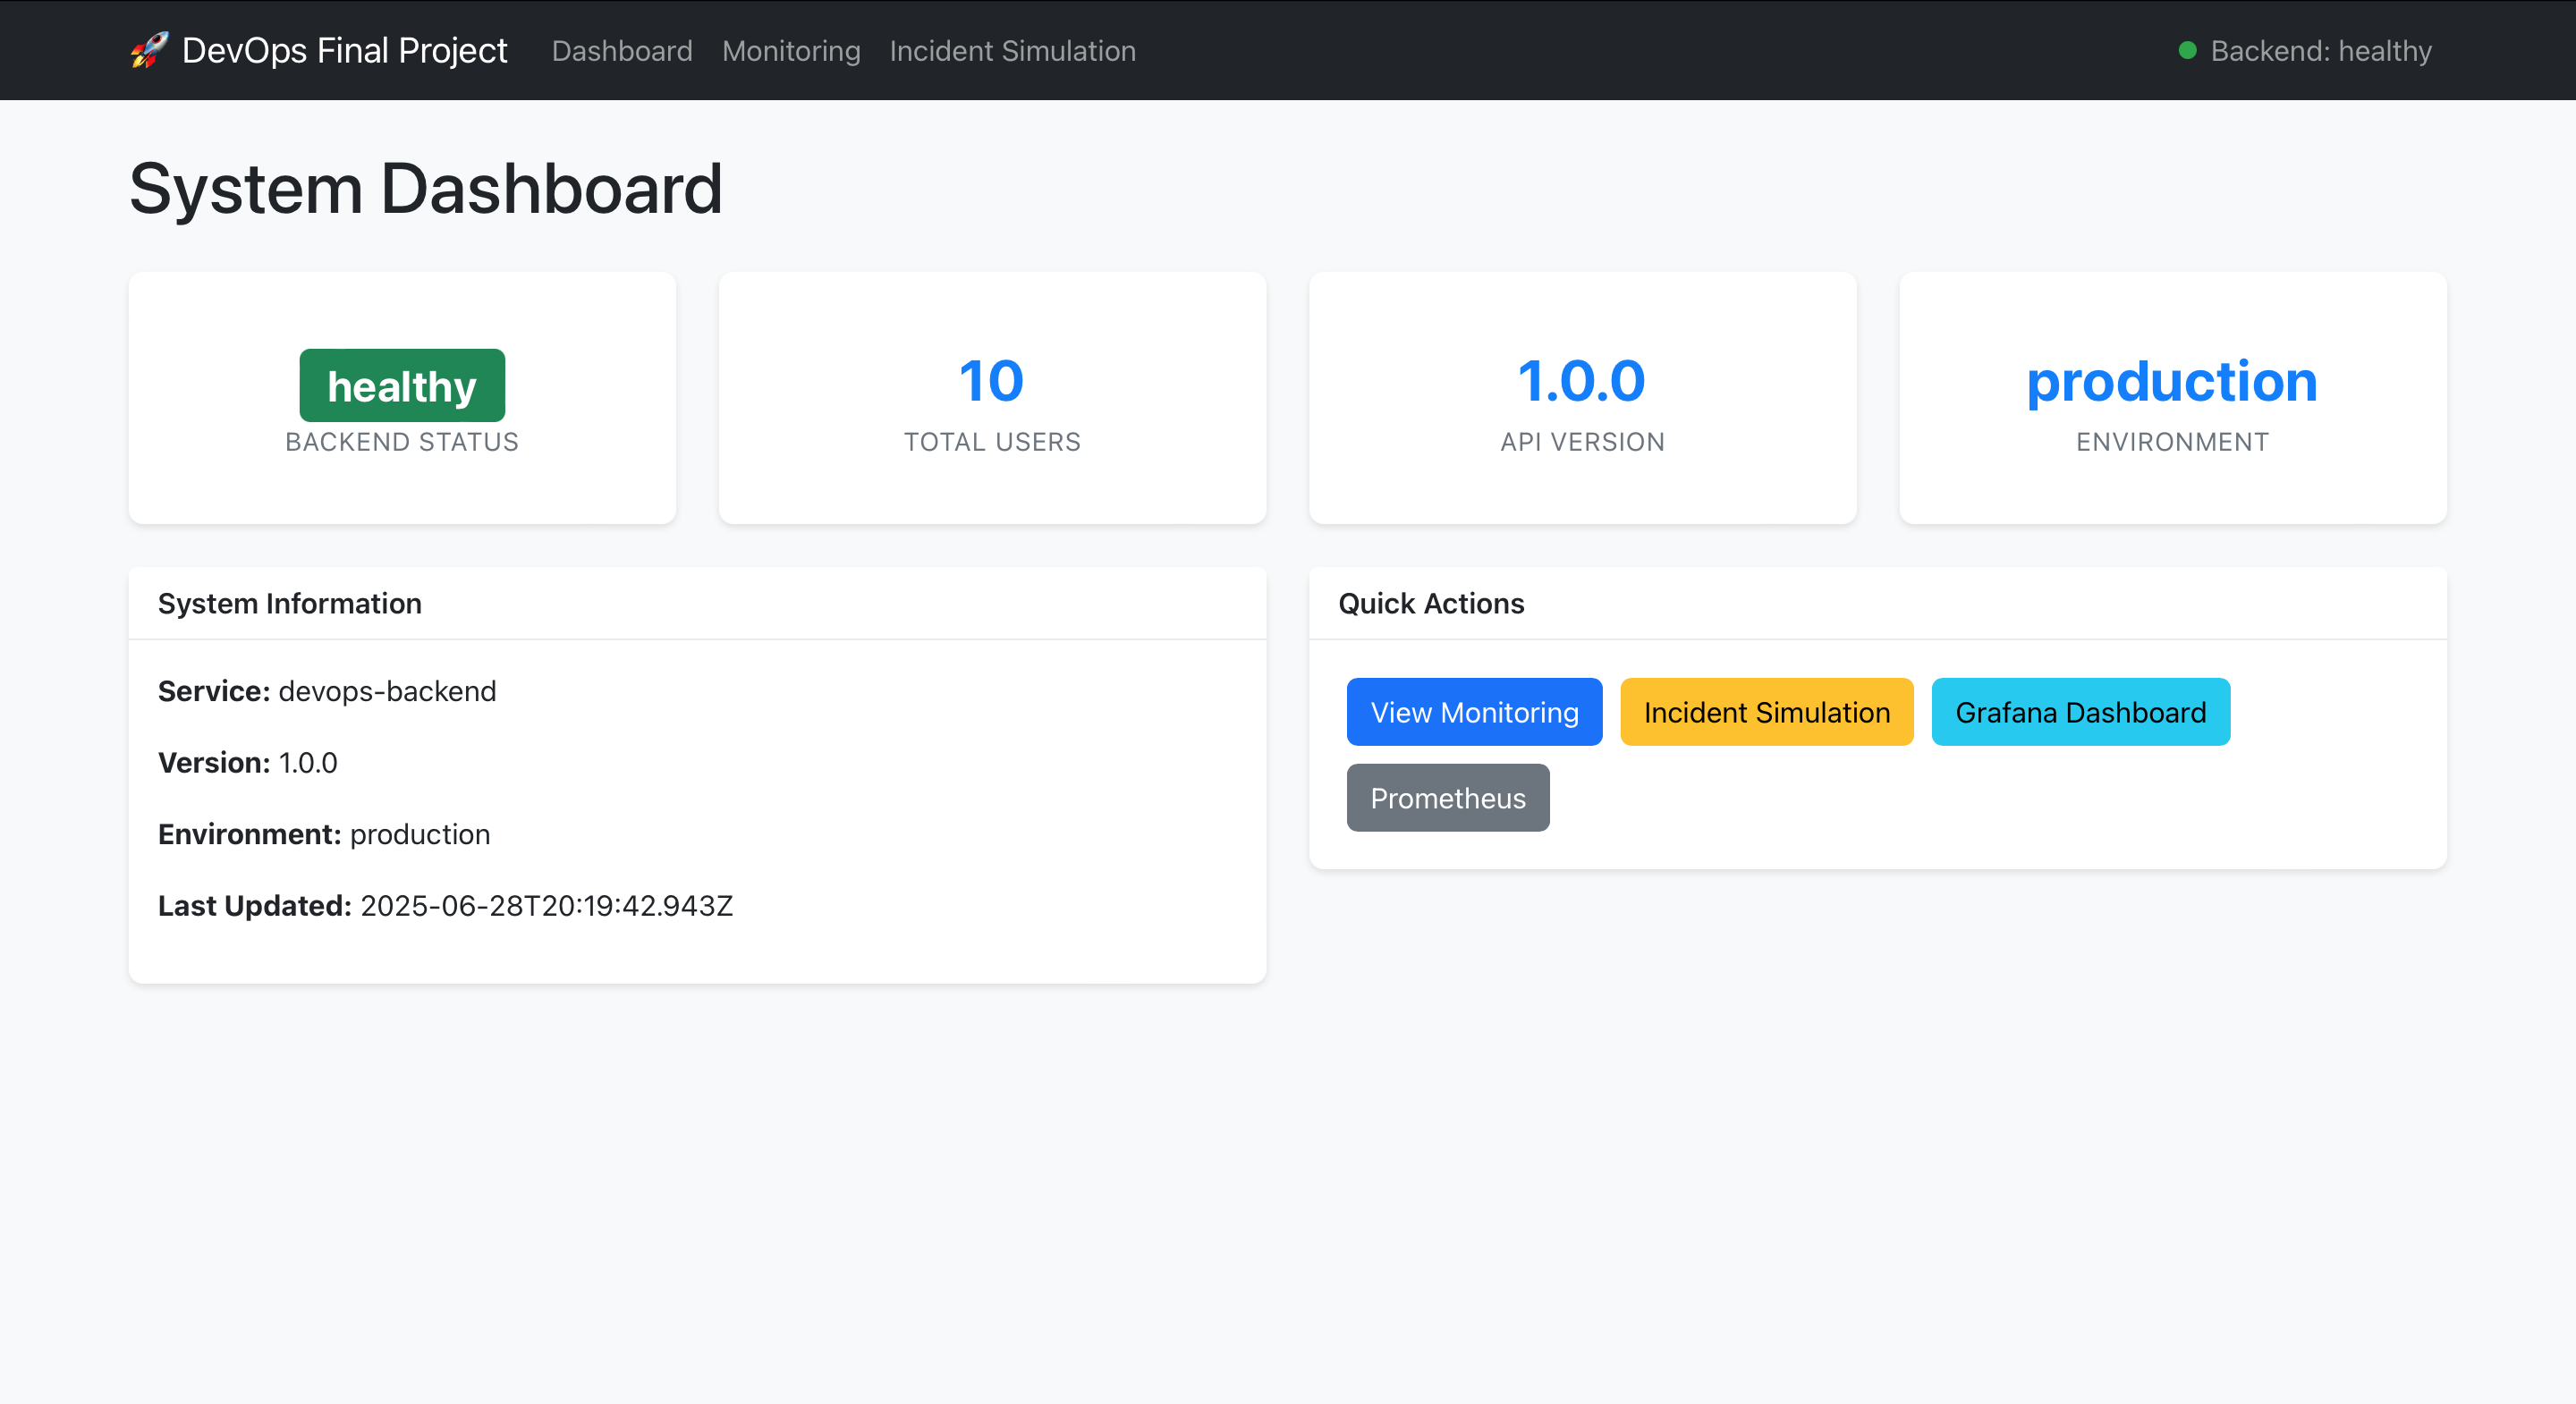 🚀 DevOps Final Project Dashboard Monitoring Incident Simulation Backend: healthy
System Dashboard
healthy
BACKEND STATUS
10
TOTAL USERS
1.0.0
API VERSION
production
ENVIRONMENT
System Information
Service: devops-backend
Version: 1.0.0
Environment: production
Last Updated: 2025-06-28T20:19:42.943Z
Quick Actions
View Monitoring Incident Simulation Grafana Dashboard
Prometheus